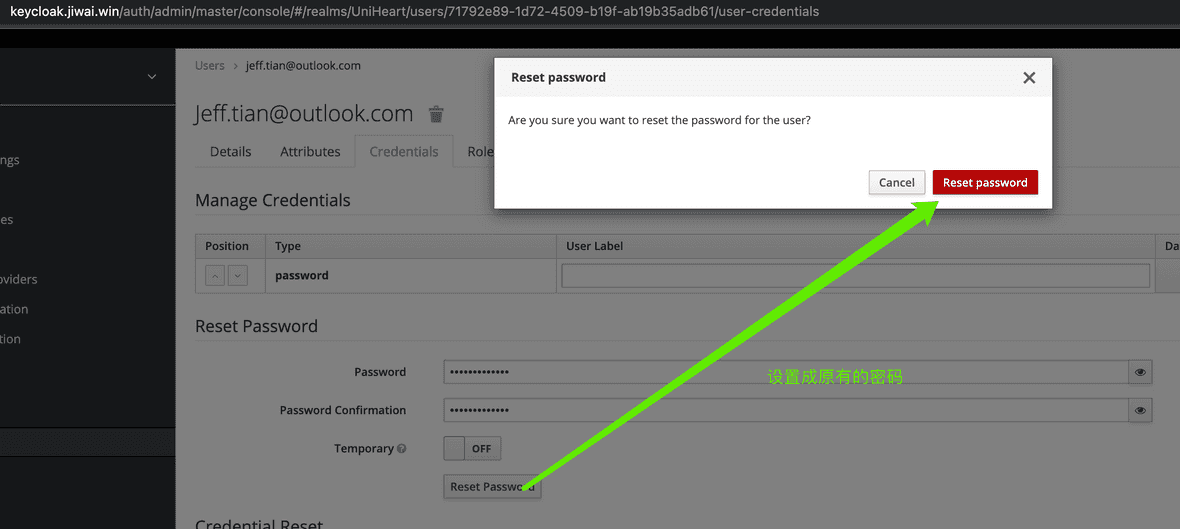 keycloak.jiwai.win/auth/admin/master/console/#/realms/UniHeart/users/71792e89-1d72-4509-b19f-ab19b35adb61/user-credentials
Users › jeff.tian@outlook.com
Reset password
Are you sure you want to reset the password for the user?
Cancel Reset password
Jeff.tian@outlook.com
Details Attributes Credentials Role
ngs
es
oviders
ation
tion
Manage Credentials
Position Type User Label Da
password
Reset Password
Password
设置成原有的密码
Password Confirmation
Temporary OFF
Reset Password
Credential Reset